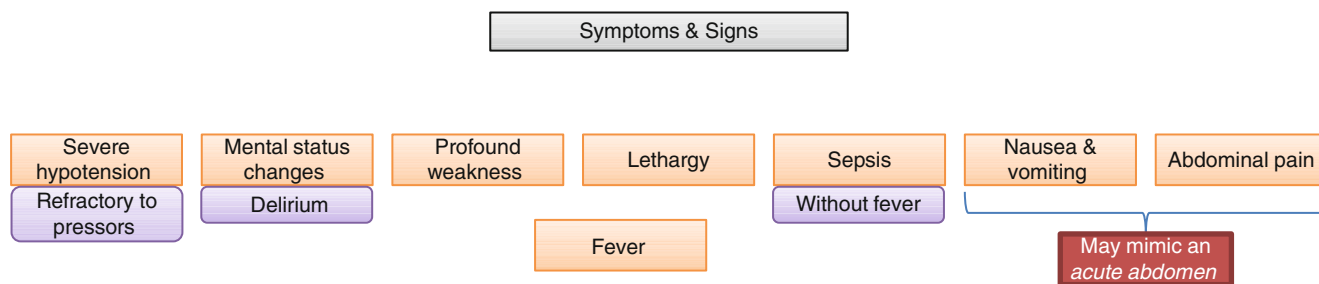 Symptoms & Signs
Severe
hypotension
Refractory to
pressors
Mental status
changes
Delirium
Profound
weakness
Lethargy
Sepsis
Without fever
Nausea &
vomiting
Abdominal pain
Fever
May mimic an
acute abdomen